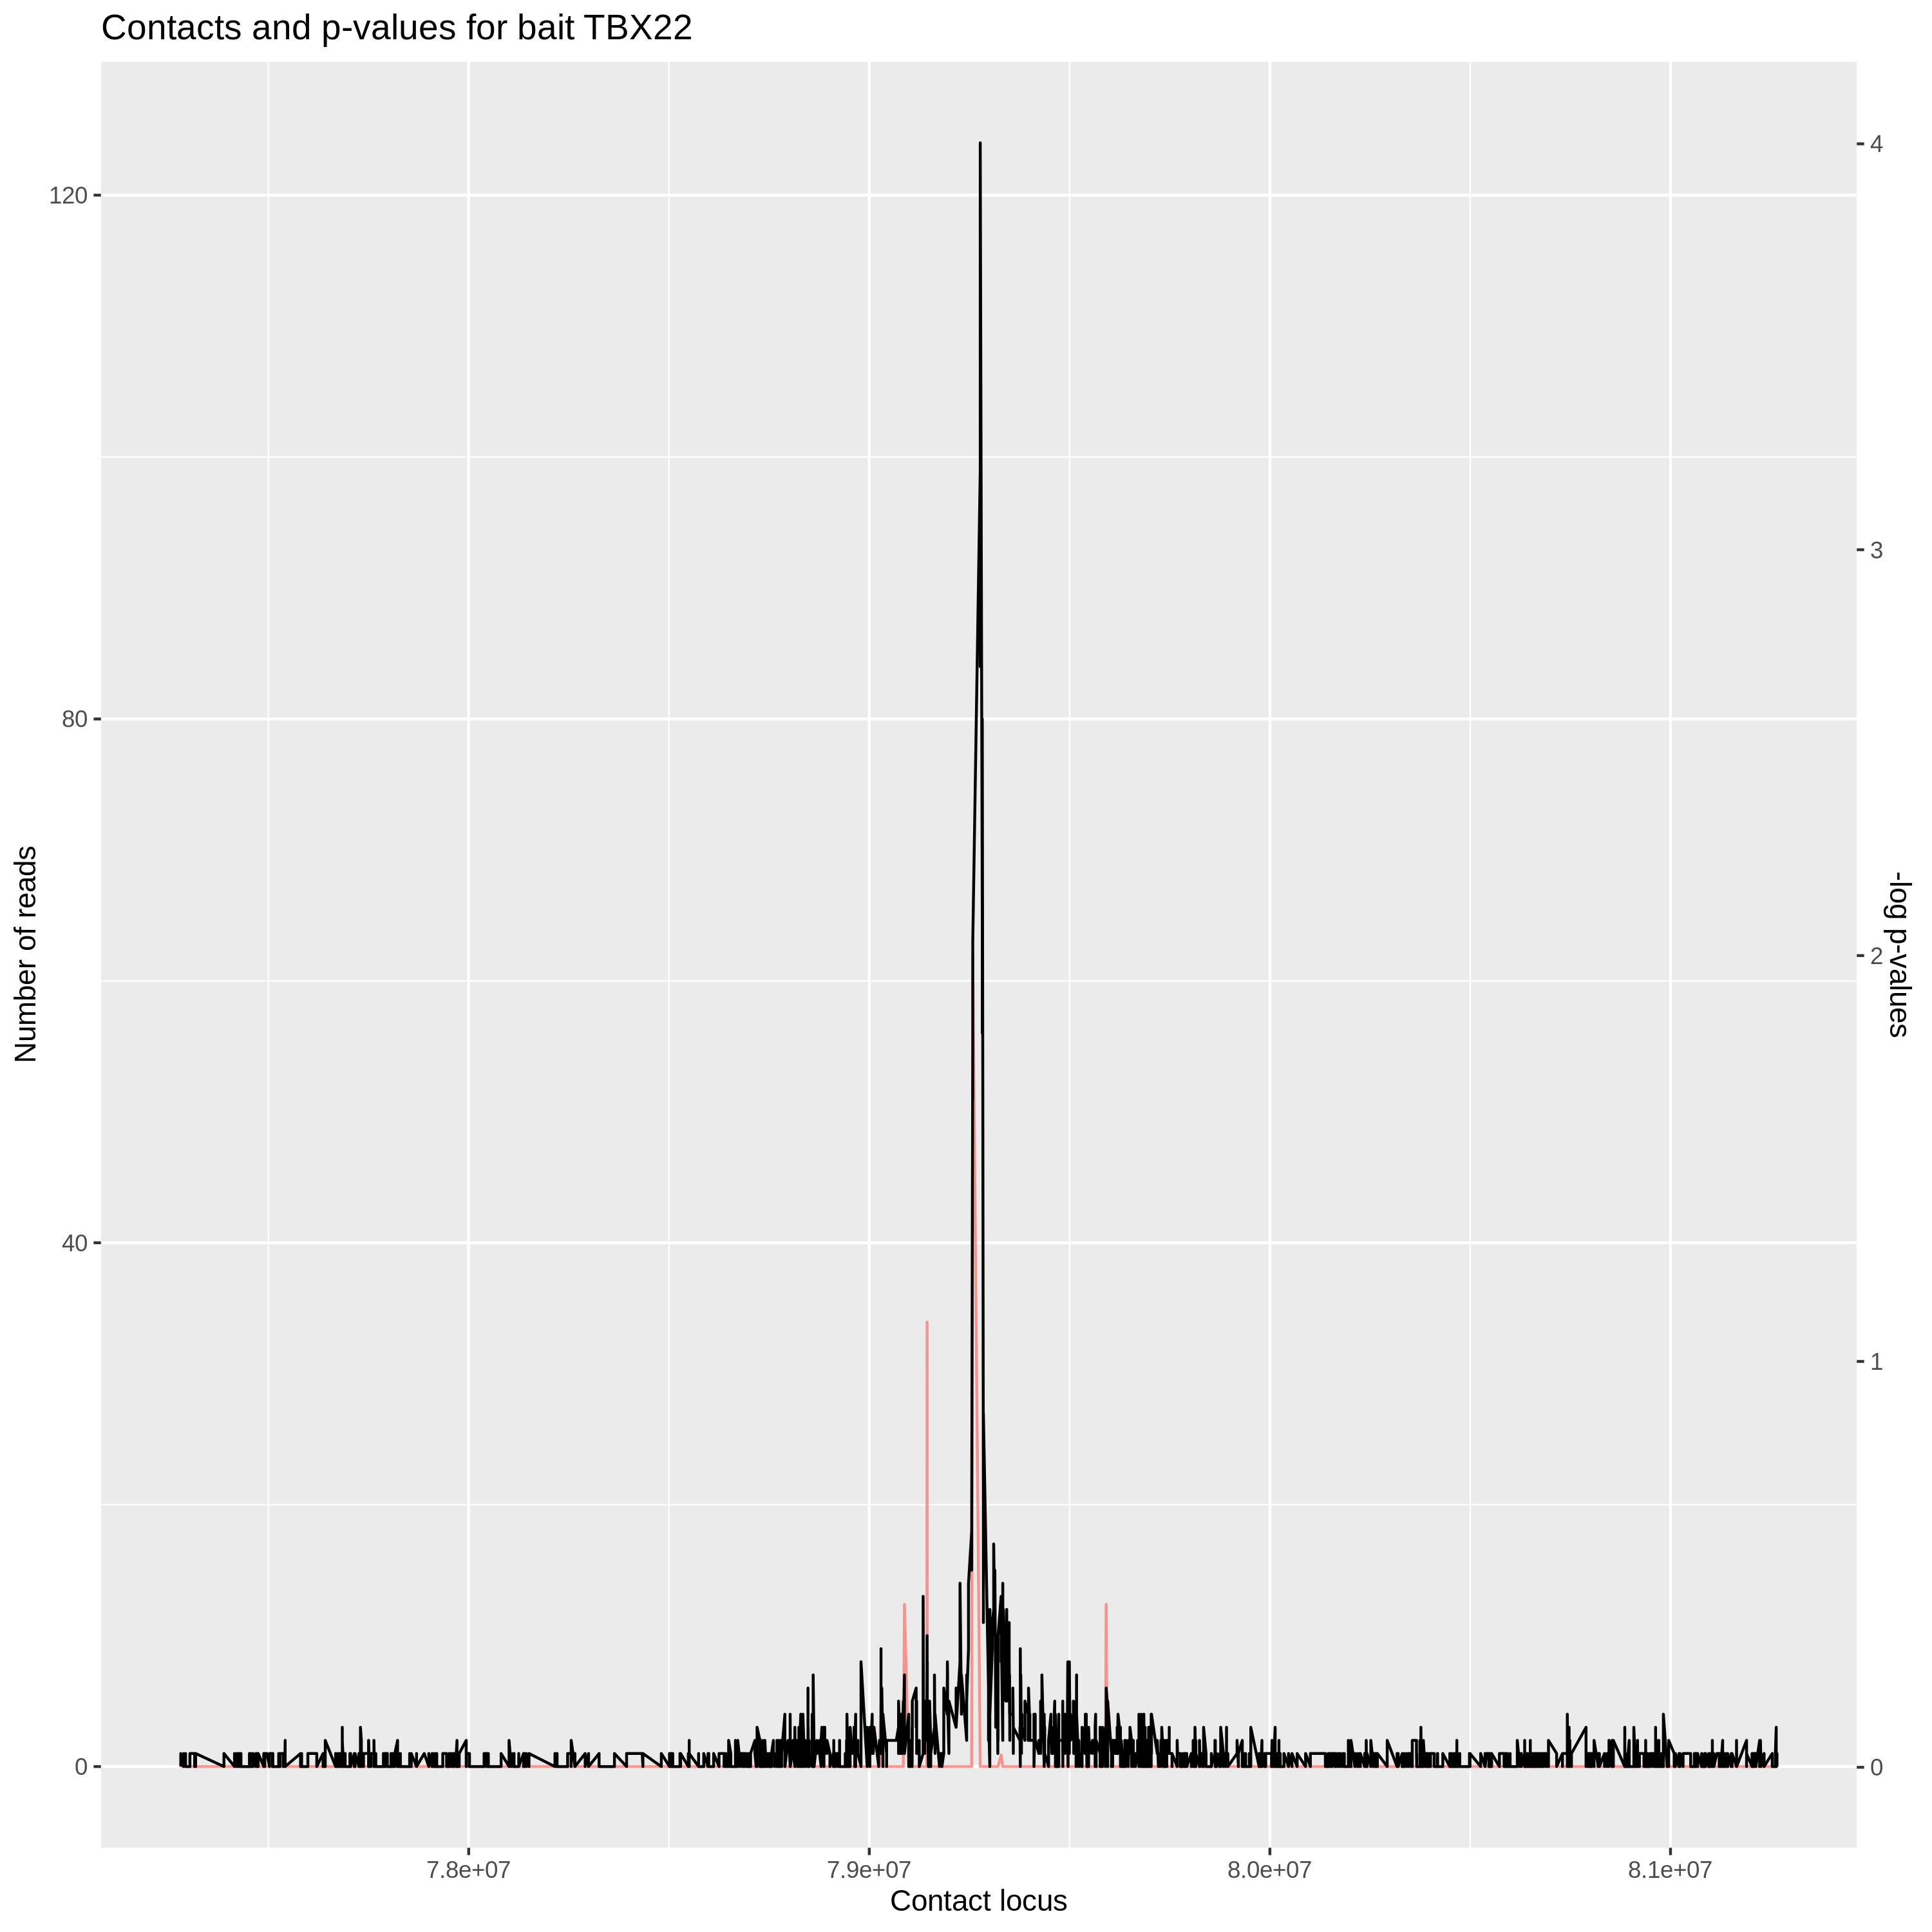 Contacts and p-values for bait TBX22
Number of reads
120
80
40
0
4
3
2
1
0
-log p-values
7.8e+07
7.9e+07
8.0e+07
8.1e+07
Contact locus